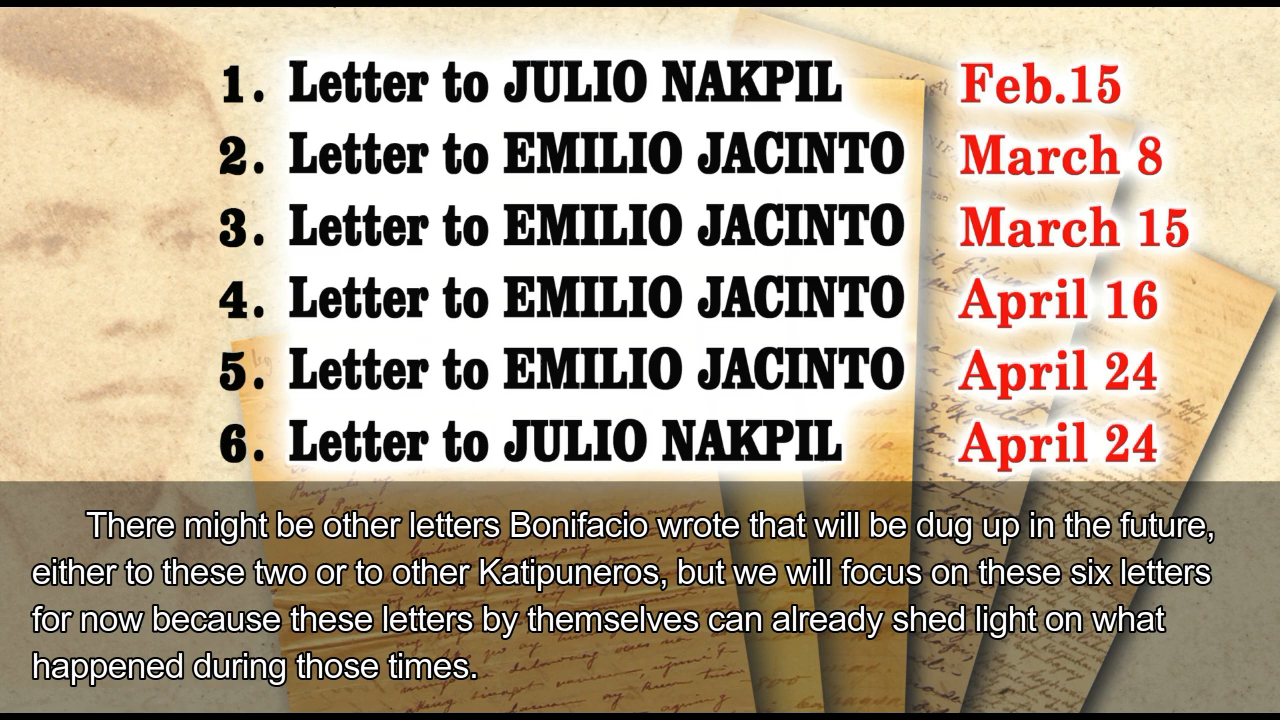 1. Letter to JULIO NAKPIL Feb.15
2. Letter to EMILIO JACINTO March 8
3. Letter to EMILIO JACINTO March 15
4. Letter to EMILIO JACINTO April 16
5. Letter to EMILIO JACINTO April 24
6. Letter to JULIO NAKPIL April 24
There might be other letters Bonifacio wrote that will be dug up in the future,
either to these two or to other Katipuneros, but we will focus on these six letters
for now because these letters by themselves can already shed light on what
happened during those times.